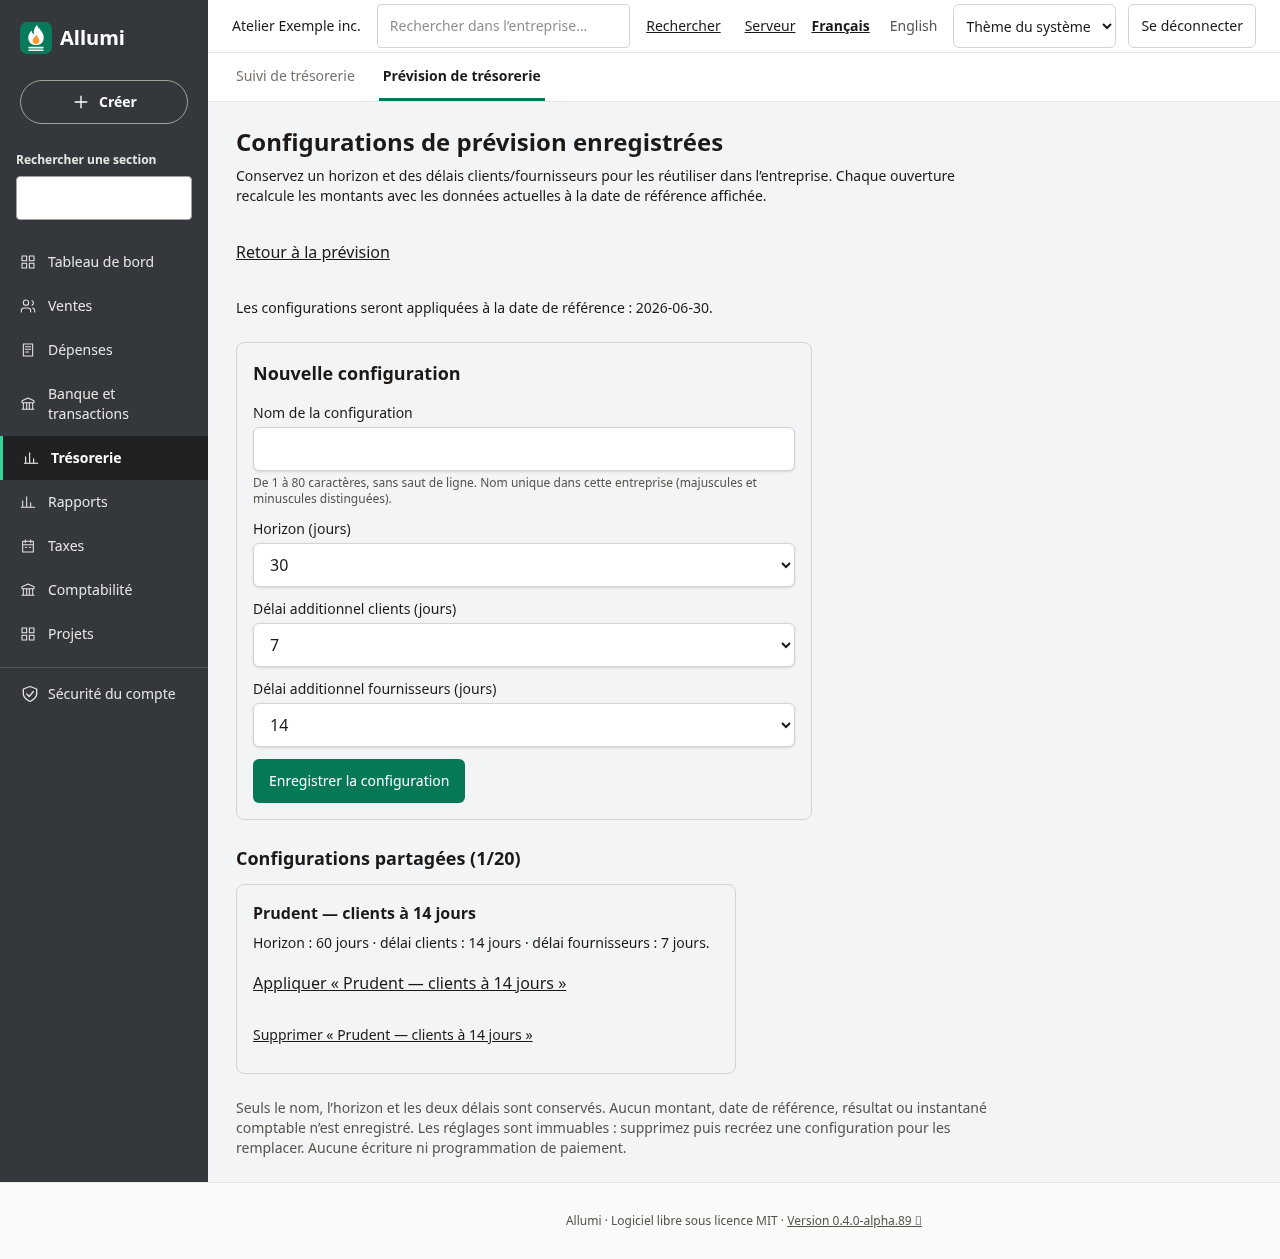 Allumi
Créer
Rechercher une section
Tableau de bord
Ventes
Dépenses
Banque et
transactions
Trésorerie
Rapports
Taxes
Comptabilité
Projets
Sécurité du compte
Atelier Exemple inc.
Rechercher dans l’entreprise…
Rechercher
Serveur
Français
English
Thème du système
Se déconnecter
Suivi de trésorerie
Prévision de trésorerie
Configurations de prévision enregistrées
Conservez un horizon et des délais clients/fournisseurs pour les réutiliser dans l’entreprise. Chaque ouverture
recalcule les montants avec les données actuelles à la date de référence affichée.
Retour à la prévision
Les configurations seront appliquées à la date de référence : 2026-06-30.
Nouvelle configuration
Nom de la configuration
De 1 à 80 caractères, sans saut de ligne. Nom unique dans cette entreprise (majuscules et
minuscules distinguées).
Horizon (jours)
30
Délai additionnel clients (jours)
7
Délai additionnel fournisseurs (jours)
14
Enregistrer la configuration
Configurations partagées (1/20)
Prudent — clients à 14 jours
Horizon : 60 jours · délai clients : 14 jours · délai fournisseurs : 7 jours.
Appliquer « Prudent — clients à 14 jours »
Supprimer « Prudent — clients à 14 jours »
Seuls le nom, l’horizon et les deux délais sont conservés. Aucun montant, date de référence, résultat ou instantané
comptable n’est enregistré. Les réglages sont immuables : supprimez puis recréez une configuration pour les
remplacer. Aucune écriture ni programmation de paiement.
Allumi · Logiciel libre sous licence MIT · Version 0.4.0-alpha.89